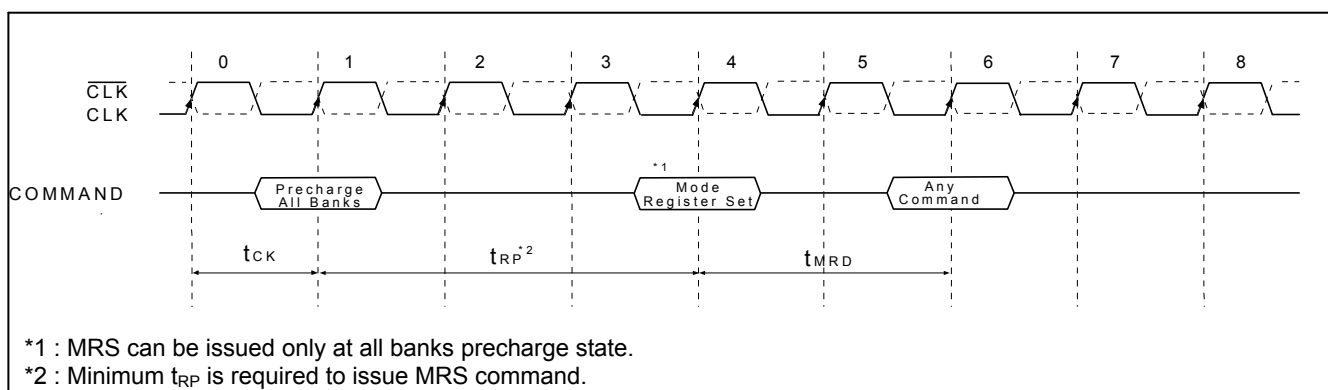 0 1 2 3 4 5 6 7 8
CLK
CLK
*1
COMMAND
Precharge
All Banks
Mode
Register Set
Any
Command
tCK
tRP*2
tMRD
*1 : MRS can be issued only at all banks precharge state.
*2 : Minimum tRP is required to issue MRS command.